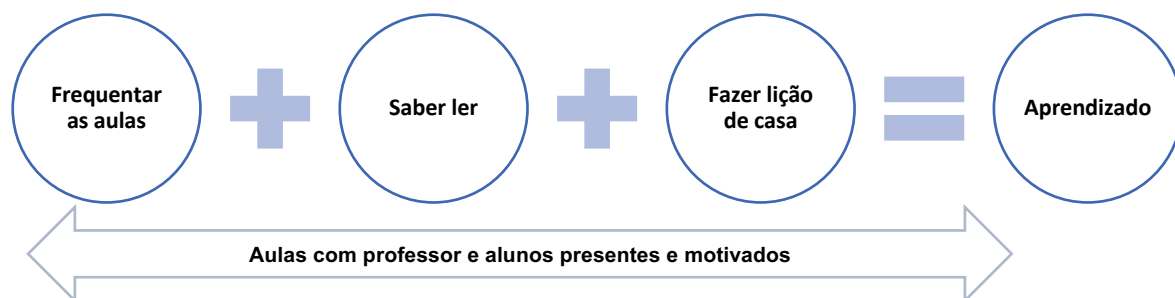 Frequentar
as aulas
Saber ler
Fazer lição
de casa
Aprendizado
Aulas com professor e alunos presentes e motivados